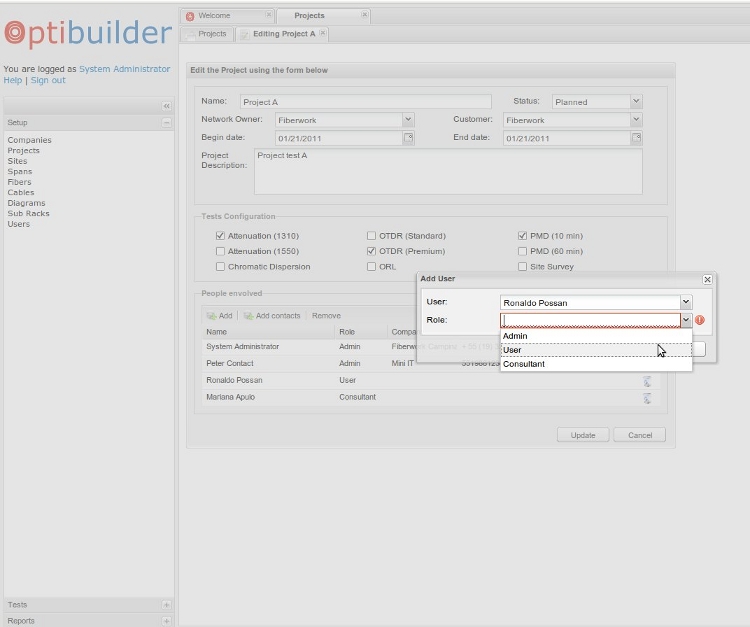 Optibuilder
You are logged as System Administrator
Help | Sign out
Setup
Companies
Projects
Sites
Spans
Fibers
Cables
Diagrams
Sub Racks
Users
Tests
Reports
Welcome
Projects
Projects
Editing Project A
Edit the Project using the form below
Name: Project A
Status: Planned
Network Owner: Fiberwork
Customer: Fiberwork
Begin date: 01/21/2011
End date: 01/21/2011
Project
Description:
Project test A
Tests Configuration
Attenuation (1310)
OTDR (Standard)
PMD (10 min)
Attenuation (1550)
OTDR (Premium)
PMD (60 min)
Chromatic Dispersion
ORL
Site Survey
People envolved
Add
Add contacts
Remove
Name
Role
System Administrator
Admin
Peter Contact
Admin
Mini IT
Ronaldo Possan
User
Mariana Apulo
Consultant
Update
Cancel
Add User
User: Ronaldo Possan
Role:
Admin
User
Consultant